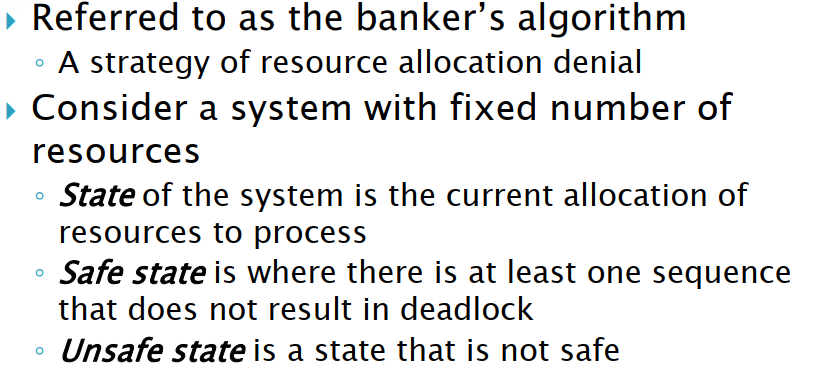 Referred to as the banker's algorithm
A strategy of resource allocation denial
Consider a system with fixed number of
resources
State of the system is the current allocation of
resources to process
Safe state is where there is at least one sequence
that does not result in deadlock
Unsafe state is a state that is not safe